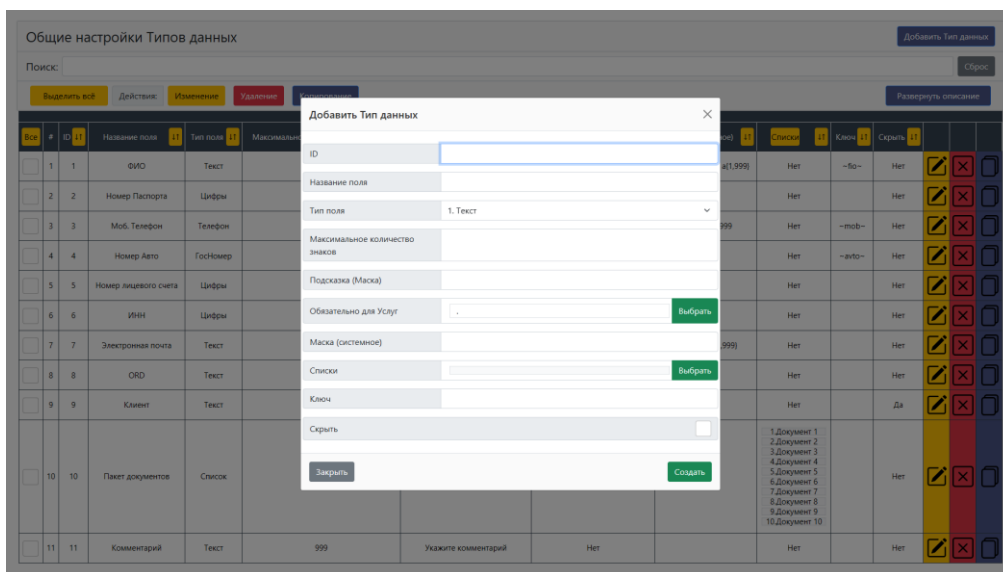 Общие настройки Типов данных
Добавить Тип данных
Поиск:
Сброс
Выделить всё Действия: Изменение Удаление Копирование
Развернуть описание
Добавить Тип данных
Все # ID Название поля Тип поля Списки Ключ Скрыть
ID
1 1 ФИО Текст a{1,999} Нет ~fio~ Нет
Название поля
2 2 Номер Паспорта Цифры Нет Нет
Тип поля 1. Текст
3 3 Моб. Телефон Телефон 999 Нет ~mob~ Нет
Максимальное количество
знаков
4 4 Номер Авто ГосНомер Нет ~avto~ Нет
Подсказка (Маска)
5 5 Номер лицевого счета Цифры Нет Нет
Обязательно для Услуг . Выбрать
6 6 ИНН Цифры Нет Нет
Маска (системное)
7 7 Электронная почта Текст ,999} Нет Нет
Списки Выбрать
8 8 ORD Текст Нет Нет
Ключ
9 9 Клиент Текст Нет Да
Скрыть
1.Документ 1
2.Документ 2
3.Документ 3
4.Документ 4
5.Документ 5
6.Документ 6
7.Документ 7
8.Документ 8
9.Документ 9
10.Документ 10
10 10 Пакет документов Список Нет
Закрыть Создать
11 11 Комментарий Текст 999 Укажите комментарий Нет Нет Нет